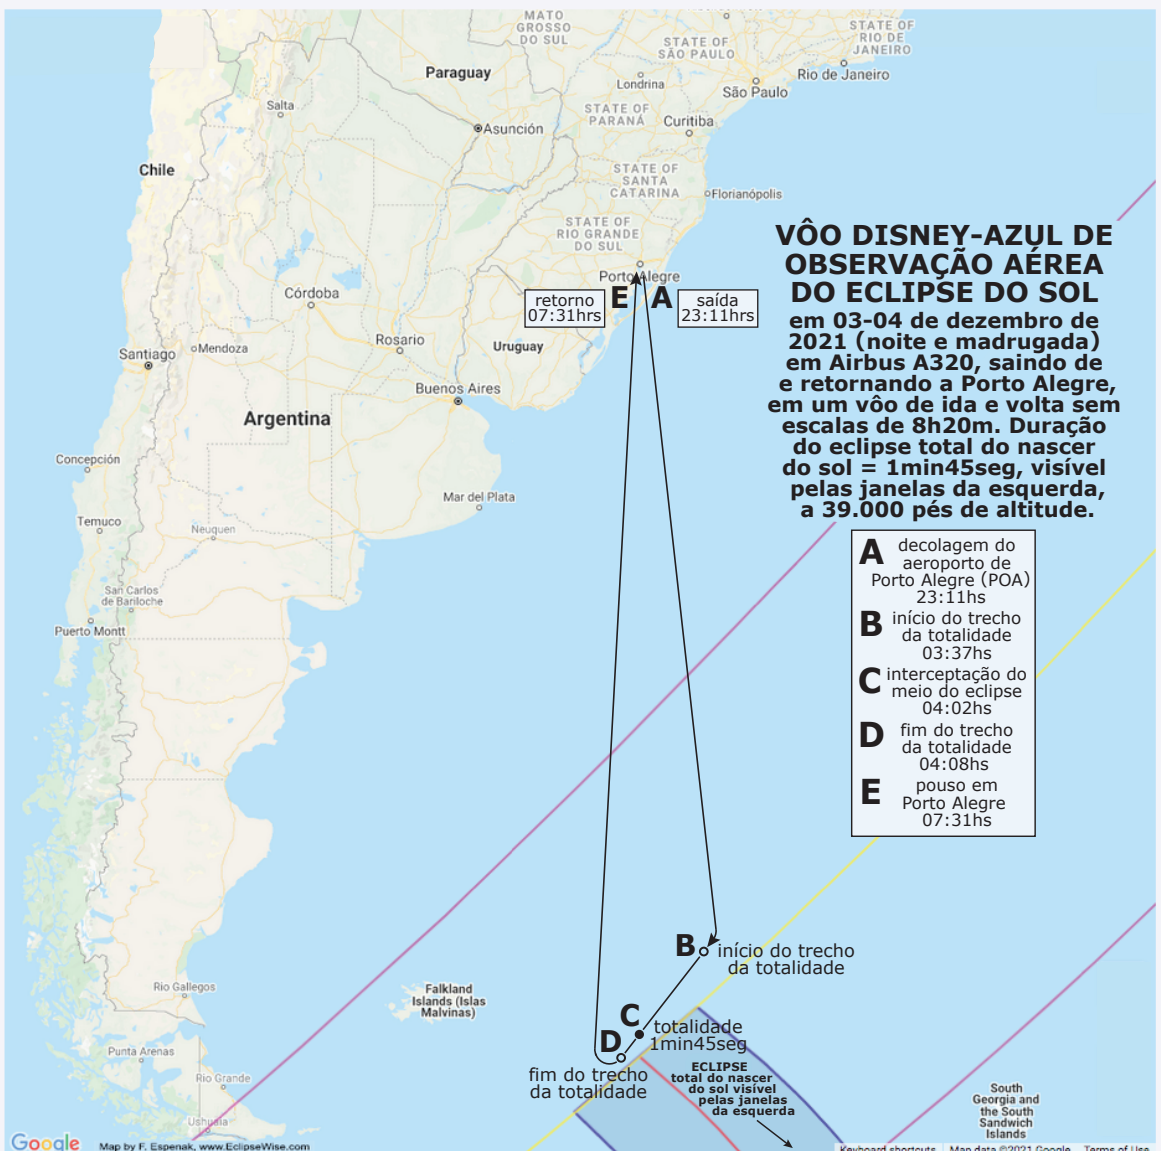 MATO
GROSSO
DO SUL
STATE OF
RIO DE
JANEIRO
STATE OF
SÃO PAULO
Paraguay
Londrina
Rio de Janeiro
São Paulo
Salta
STATE OF
PARANÁ
Curitiba
Asunción
Chile
STATE OF
SANTA
CATARINA
Florianópolis
STATE OF
RIO GRANDE
DO SUL
VÔO DISNEY-AZUL DE
OBSERVAÇÃO AÉREA
DO ECLIPSE DO SOL
em 03-04 de dezembro de
2021 (noite e madrugada)
em Airbus A320, saindo de
e retornando a Porto Alegre,
em um vôo de ida e volta sem
escalas de 8h20m. Duração
do eclipse total do nascer
do sol = 1min45seg, visível
pelas janelas da esquerda,
a 39.000 pés de altitude.
Porto Alegre
retorno
07:31hrs
E
A
saída
23:11hrs
Córdoba
Santiago
Mendoza
Rosario
Uruguay
Buenos Aires
Argentina
Concepción
Mar del Plata
Temuco
Neuquen
San Carlos
de Bariloche
Puerto Montt
A decolagem do
aeroporto de
Porto Alegre (POA)
23:11hs
B início do trecho
da totalidade
03:37hs
C interceptação do
meio do eclipse
04:02hs
D fim do trecho
da totalidade
04:08hs
E pouso em
Porto Alegre
07:31hs
B início do trecho
da totalidade
Rio Gallegos
Falkland
Islands (Islas
Malvinas)
C totalidade
1min45seg
D
fim do trecho
da totalidade
Punta Arenas
Rio Grande
Ushuaia
ECLIPSE
total do nascer
do sol visível
pelas janelas
da esquerda
South
Georgia and
the South
Sandwich
Islands
Google
Map by F. Espenak, www.EclipseWise.com
Keyboard shortcuts
Map data ©2021 Google
Terms of Use